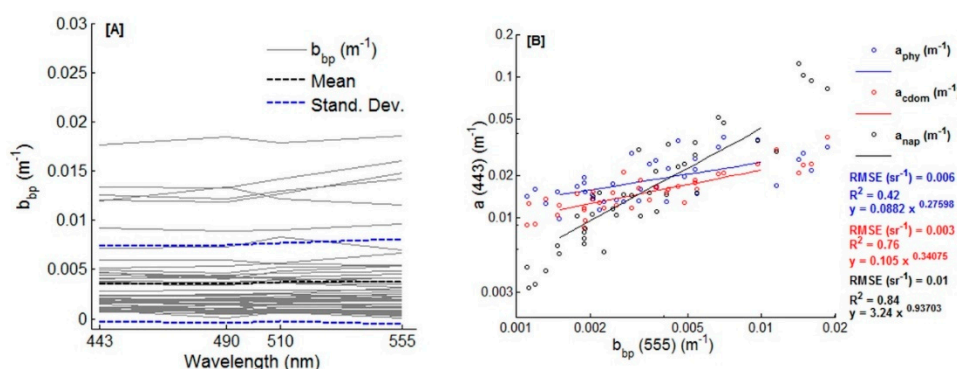 [A]
b_bp (m^-1)
Mean
Stand. Dev.
0.03
0.025
0.02
0.015
0.01
0.005
0
b_bp (m^-1)
443 490 510 555
Wavelength (nm)
[B]
0.2
0.1
0.05
0.02
0.01
0.003
a (443) (m^-1)
0.001 0.002 0.005 0.01 0.02
b_bp (555) (m^-1)
a_phy (m^-1)
a_cdom (m^-1
a_nap (m^-1)
RMSE (sr^-1) = 0.006
R^2 = 0.42
y = 0.0882 x^0.27598
RMSE (sr^-1) = 0.003
R^2 = 0.76
y = 0.105 x^0.34075
RMSE (sr^-1) = 0.01
R^2 = 0.84
y = 3.24 x^0.93703